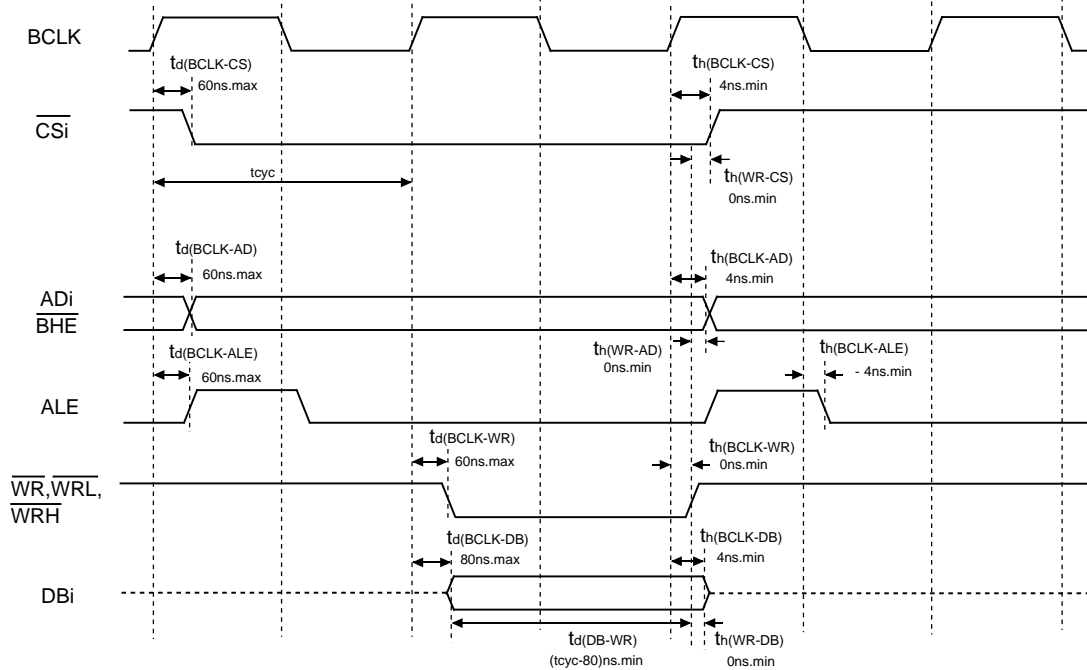 BCLK
td(BCLK-CS)
60ns.max
th(BCLK-CS)
4ns.min
CSi
tcyc
th(WR-CS)
0ns.min
td(BCLK-AD)
60ns.max
th(BCLK-AD)
4ns.min
ADi
BHE
td(BCLK-ALE)
60ns.max
th(WR-AD)
0ns.min
th(BCLK-ALE)
- 4ns.min
ALE
td(BCLK-WR)
60ns.max
th(BCLK-WR)
0ns.min
WR,WRL,
WRH
td(BCLK-DB)
80ns.max
th(BCLK-DB)
4ns.min
DBi
td(DB-WR)
(tcyc-80)ns.min
th(WR-DB)
0ns.min